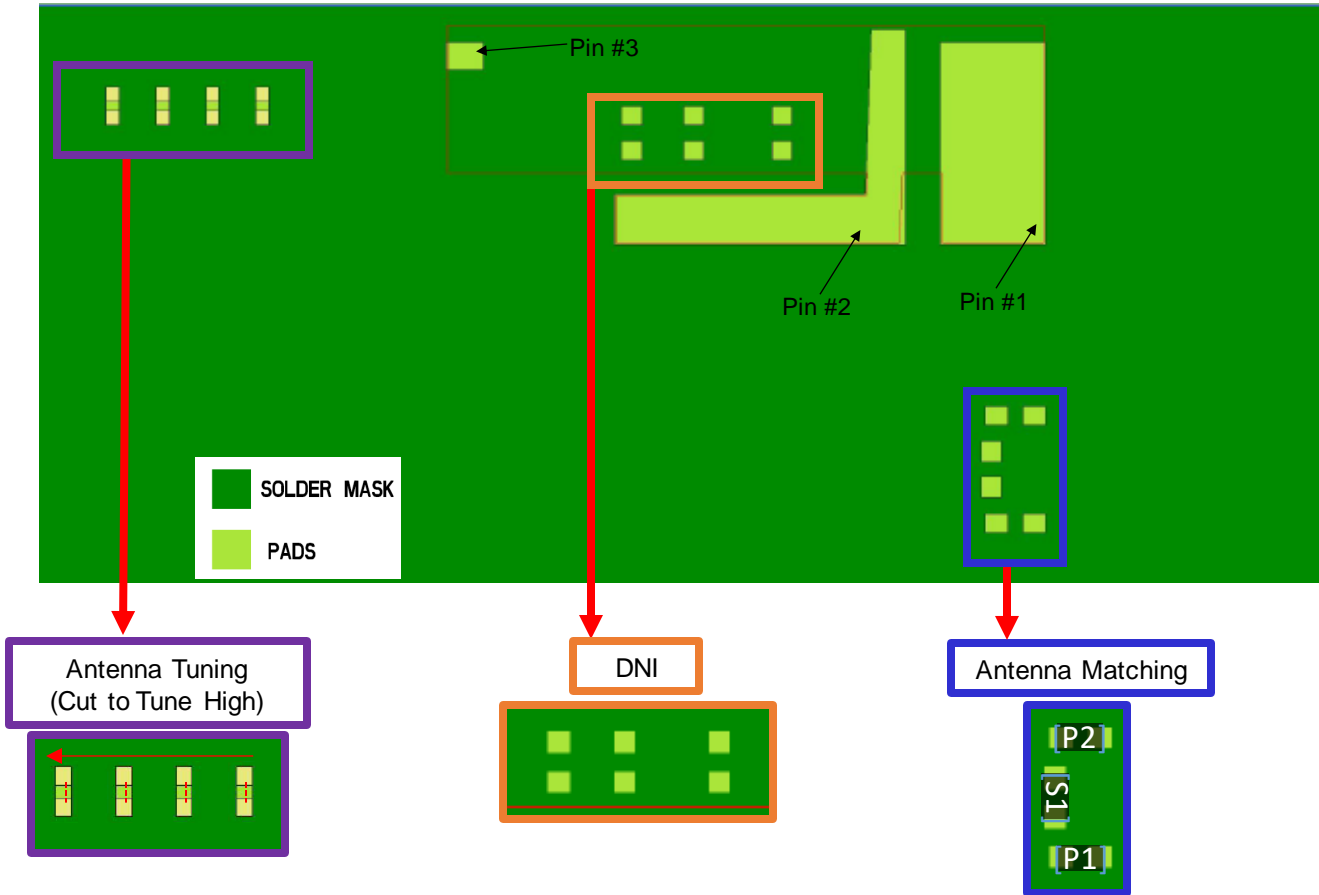 Pin #3
Pin #2
Pin #1
SOLDER MASK
PADS
Antenna Tuning
(Cut to Tune High)
DNI
Antenna Matching
P2
S1
P1